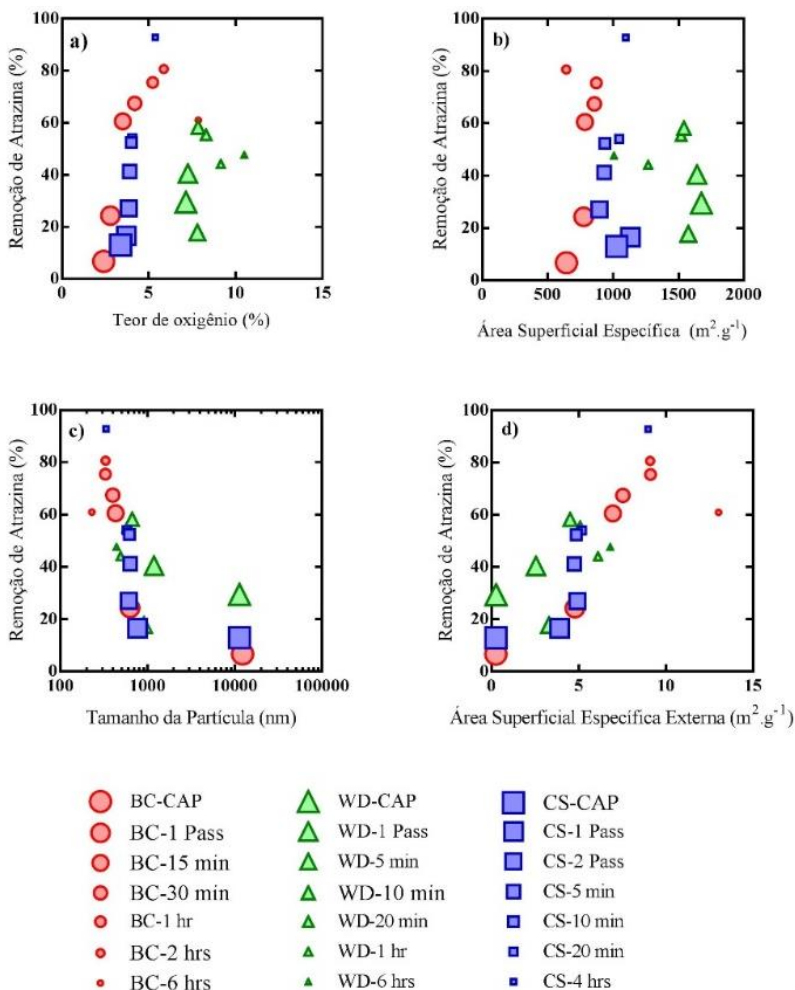 a)
Remoção de Atrazina (%)
100
80
60
40
20
0
0 5 10 15
Teor de oxigênio (%)
b)
Remoção de Atrazina (%)
100
80
60
40
20
0
500 1000 1500 2000
Área Superficial Específica (m².g⁻¹)
c)
Remoção de Atrazina (%)
100
80
60
40
20
0
100 1000 10000 100000
Tamanho da Partícula (nm)
d)
Remoção de Atrazina (%)
100
80
60
40
20
0
0 5 10 15
Área Superficial Específica Externa (m².g⁻¹)
BC-CAP WD-CAP CS-CAP
BC-1 Pass WD-1 Pass CS-1 Pass
BC-15 min WD-5 min CS-2 Pass
BC-30 min WD-10 min CS-5 min
BC-1 hr WD-20 min CS-10 min
BC-2 hrs WD-1 hr CS-20 min
BC-6 hrs WD-6 hrs CS-4 hrs